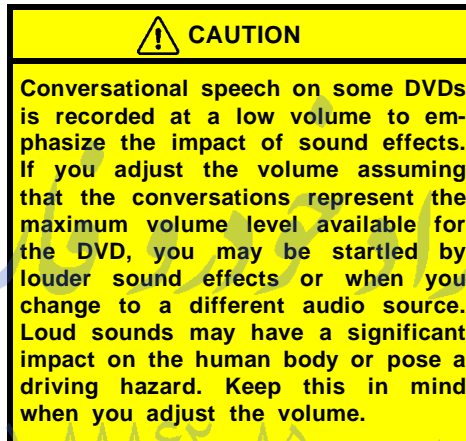 CAUTION
Conversational speech on some DVDs
is recorded at a low volume to em-
phasize the impact of sound effects.
If you adjust the volume assuming
that the conversations represent the
maximum volume level available for
the DVD, you may be startled by
louder sound effects or when you
change to a different audio source.
Loud sounds may have a significant
impact on the human body or pose a
driving hazard. Keep this in mind
when you adjust the volume.